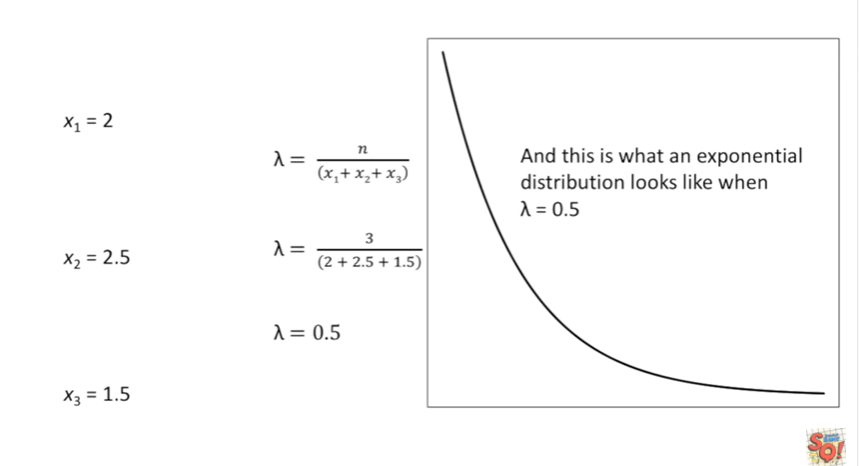 x₁ = 2
λ = n / (x₁+ x₂+ x₃)
x₂ = 2.5
λ = 3 / (2 + 2.5 + 1.5)
λ = 0.5
x₃ = 1.5
And this is what an exponential
distribution looks like when
λ = 0.5
SQ!